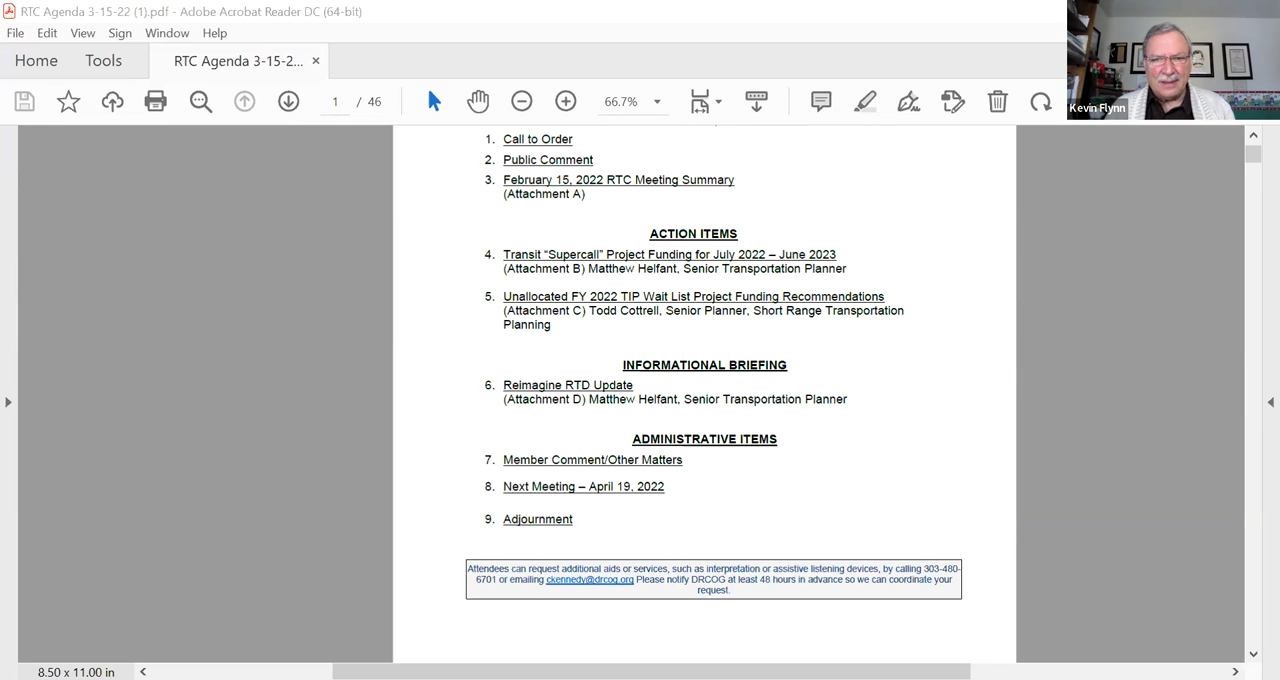 RTC Agenda 3-15-22 (1).pdf - Adobe Acrobat Reader DC (64-bit)
File Edit View Sign Window Help
Home Tools RTC Agenda 3-15-2... ×
1 / 46 66.7%
Kevin Flynn
1. Call to Order
2. Public Comment
3. February 15, 2022 RTC Meeting Summary
(Attachment A)
ACTION ITEMS
4. Transit “Supercall” Project Funding for July 2022 – June 2023
(Attachment B) Matthew Helfant, Senior Transportation Planner
5. Unallocated FY 2022 TIP Wait List Project Funding Recommendations
(Attachment C) Todd Cottrell, Senior Planner, Short Range Transportation
Planning
INFORMATIONAL BRIEFING
6. Reimagine RTD Update
(Attachment D) Matthew Helfant, Senior Transportation Planner
ADMINISTRATIVE ITEMS
7. Member Comment/Other Matters
8. Next Meeting – April 19, 2022
9. Adjournment
Attendees can request additional aids or services, such as interpretation or assistive listening devices, by calling 303-480-
6701 or emailing ckennedy@drcog.org Please notify DRCOG at least 48 hours in advance so we can coordinate your
request.
8.50 x 11.00 in